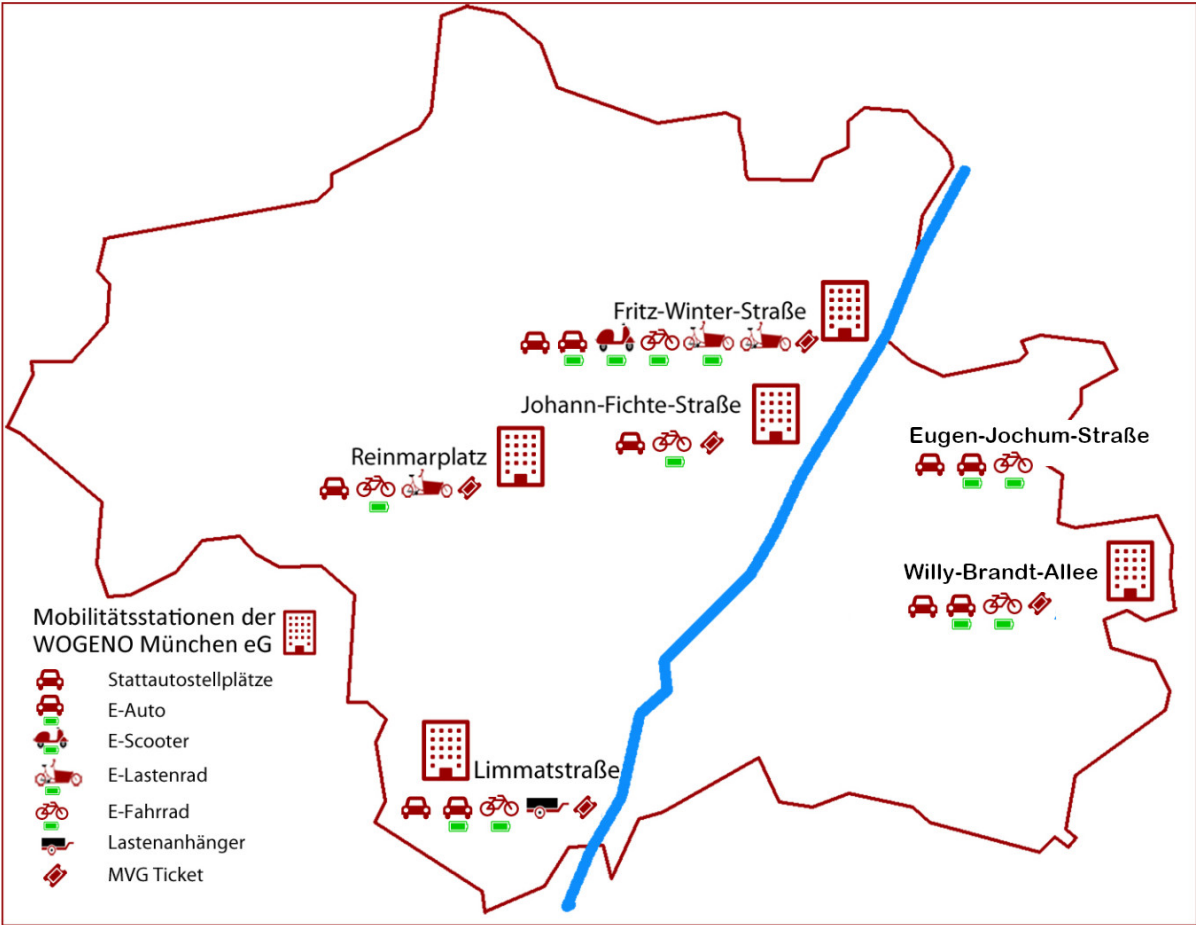 Fritz-Winter-Straße
Johann-Fichte-Straße
Eugen-Jochum-Straße
Reinmarplatz
Willy-Brandt-Allee
Mobilitätsstationen der
WOGENO München eG
Stattautostellplätze
E-Auto
E-Scooter
E-Lastenrad
E-Fahrrad
Lastenanhänger
MVG Ticket
Limmatstraße